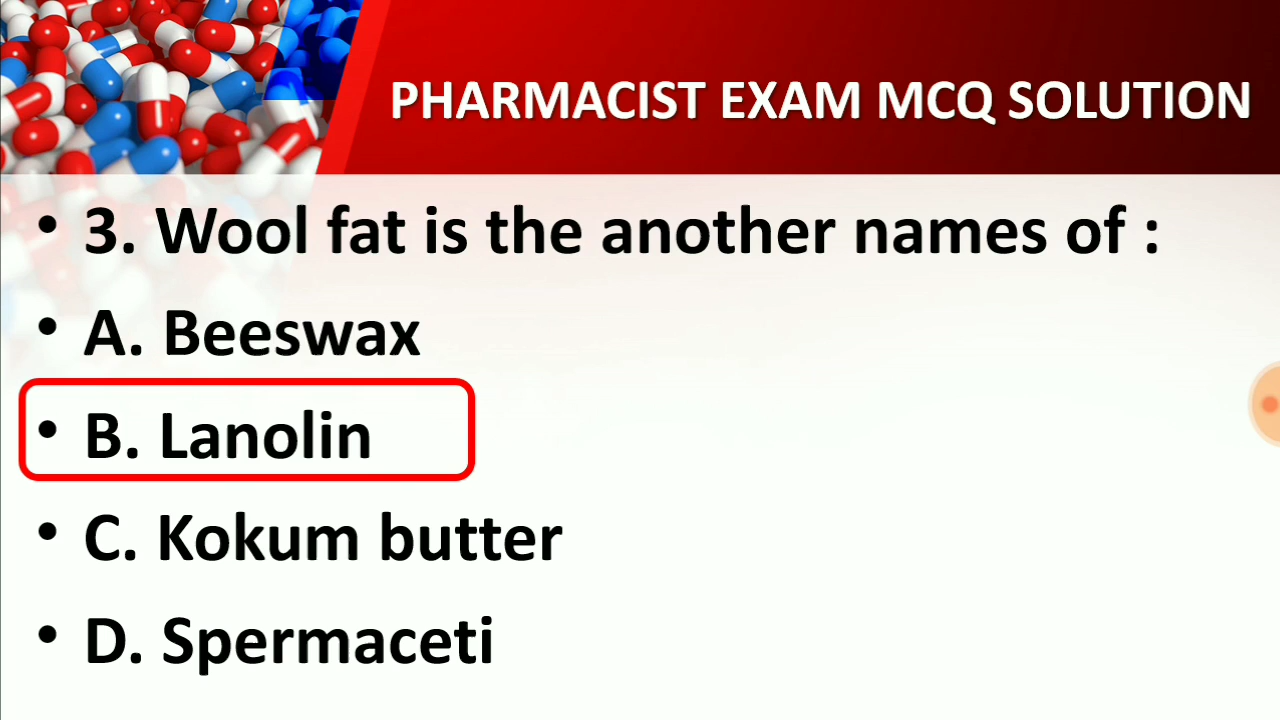 PHARMACIST EXAM MCQ SOLUTION
• 3. Wool fat is the another names of :
• A. Beeswax
• B. Lanolin
• C. Kokum butter
• D. Spermaceti